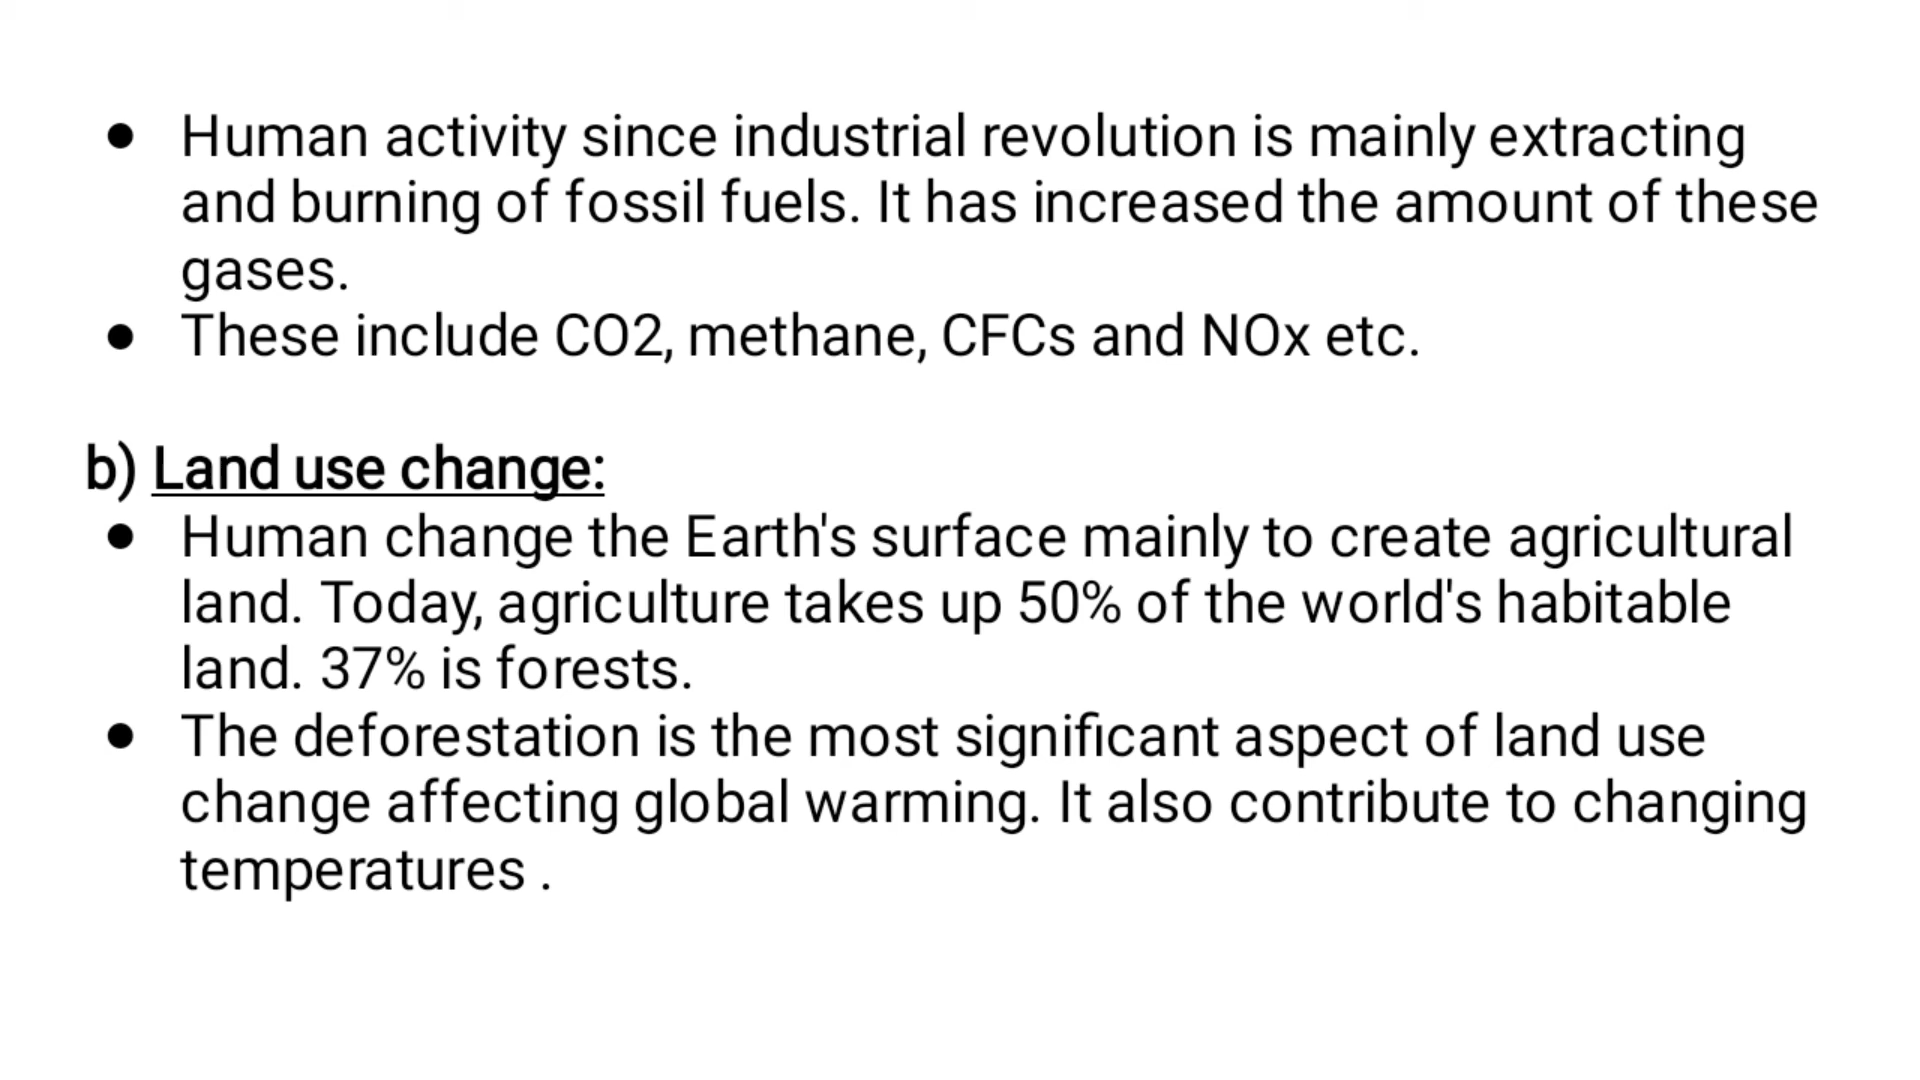 ● Human activity since industrial revolution is mainly extracting
and burning of fossil fuels. It has increased the amount of these
gases.
● These include CO2, methane, CFCs and NOx etc.
b) Land use change:
● Human change the Earth's surface mainly to create agricultural
land. Today, agriculture takes up 50% of the world's habitable
land. 37% is forests.
● The deforestation is the most significant aspect of land use
change affecting global warming. It also contribute to changing
temperatures .